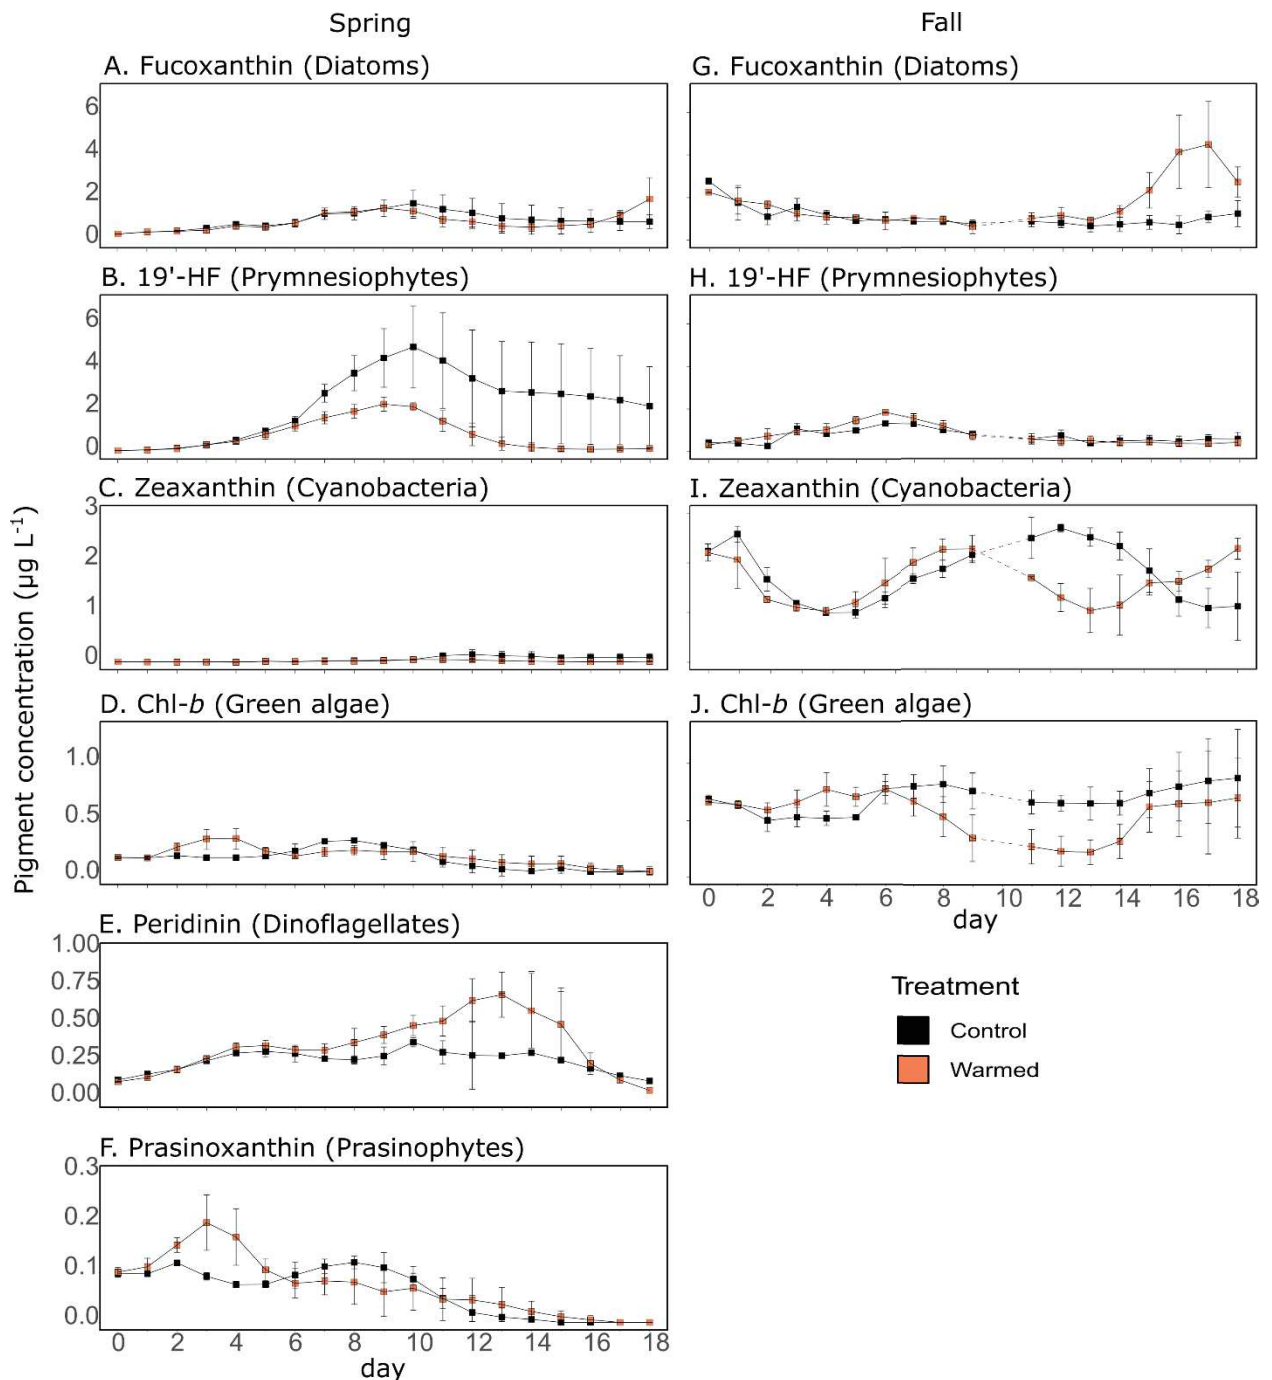 Spring
Fall
A. Fucoxanthin (Diatoms)
6
4
2
0
G. Fucoxanthin (Diatoms)
B. 19'-HF (Prymnesiophytes)
6
4
2
0
H. 19'-HF (Prymnesiophytes)
C. Zeaxanthin (Cyanobacteria)
3
2
1
0
I. Zeaxanthin (Cyanobacteria)
Pigment concentration (µg L-1)
D. Chl-b (Green algae)
1.0
0.5
0.0
J. Chl-b (Green algae)
0 2 4 6 8 10 12 14 16 18
day
E. Peridinin (Dinoflagellates)
1.00
0.75
0.50
0.25
0.00
Treatment
Control
Warmed
F. Prasinoxanthin (Prasinophytes)
0.3
0.2
0.1
0.0
0 2 4 6 8 10 12 14 16 18
day